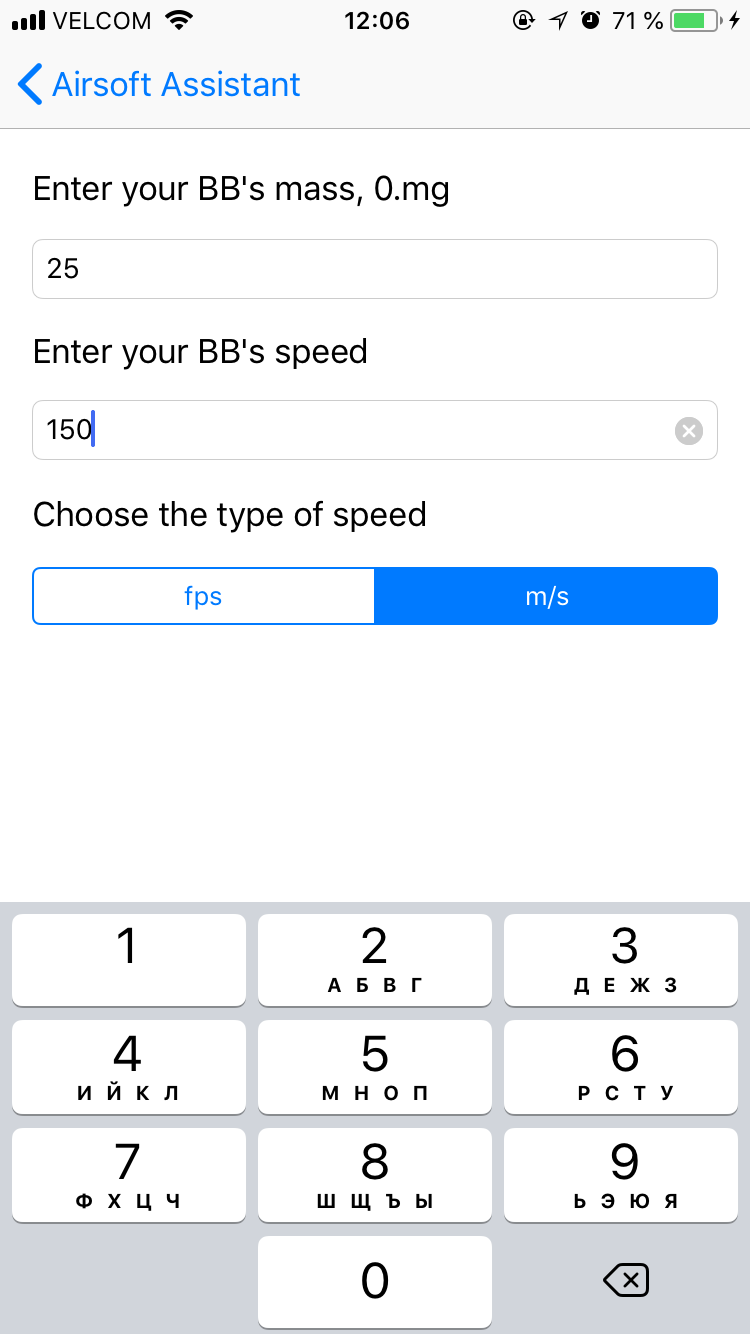 VELCOM 12:06 71 %
Airsoft Assistant
Enter your BB's mass, 0.mg
25
Enter your BB's speed
150
Choose the type of speed
fps m/s
1 2 3
А Б В Г Д Е Ж З
4 5 6
И Й К Л М Н О П Р С Т У
7 8 9
Ф Х Ц Ч Ш Щ Ъ Ы Ь Э Ю Я
0